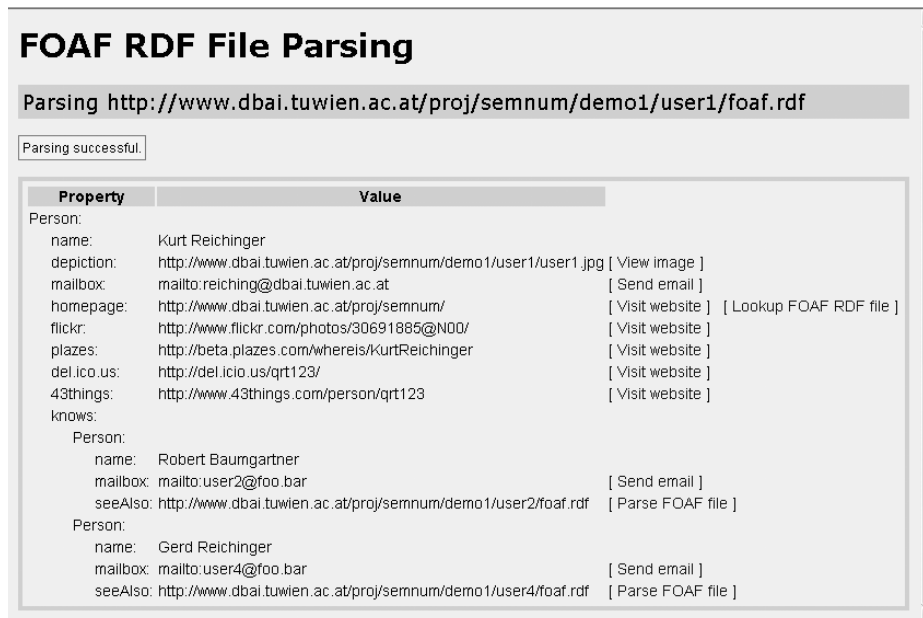 FOAF RDF File Parsing
Parsing http://www.dbai.tuwien.ac.at/proj/semnum/demo1/user1/foaf.rdf
Parsing successful.
Property Value
Person:
name: Kurt Reichinger
depiction: http://www.dbai.tuwien.ac.at/proj/semnum/demo1/user1/user1.jpg [ View image ]
mailbox: mailto:reiching@dbai.tuwien.ac.at [ Send email ]
homepage: http://www.dbai.tuwien.ac.at/proj/semnum/ [ Visit website ] [ Lookup FOAF RDF file ]
flickr: http://www.flickr.com/photos/30691885@N00/ [ Visit website ]
plazes: http://beta.plazes.com/whereis/KurtReichinger [ Visit website ]
del.ico.us: http://del.icio.us/qrt123/ [ Visit website ]
43things: http://www.43things.com/person/qrt123 [ Visit website ]
knows:
Person:
name: Robert Baumgartner
mailbox: mailto:user2@foo.bar [ Send email ]
seeAlso: http://www.dbai.tuwien.ac.at/proj/semnum/demo1/user2/foaf.rdf [ Parse FOAF file ]
Person:
name: Gerd Reichinger
mailbox: mailto:user4@foo.bar [ Send email ]
seeAlso: http://www.dbai.tuwien.ac.at/proj/semnum/demo1/user4/foaf.rdf [ Parse FOAF file ]